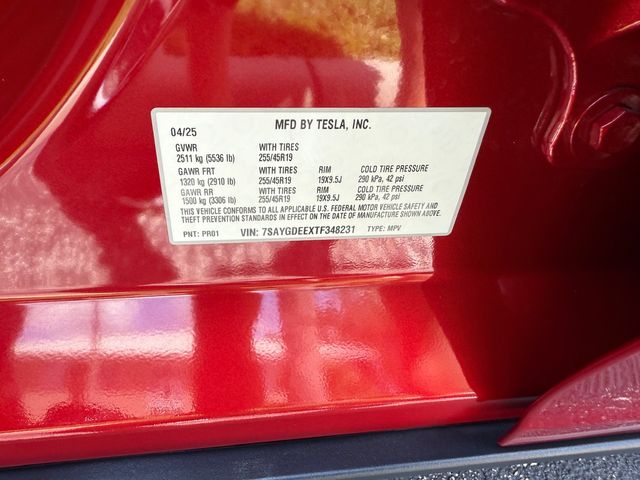 04/25 MFD BY TESLA, INC.
GVWR WITH TIRES
2511 kg (5536 lb) 255/45R19
GAWR FRT WITH TIRES RIM COLD TIRE PRESSURE
1320 kg (2910 lb) 255/45R19 19X9.5J 290 kPa, 42 psi
GAWR RR WITH TIRES RIM COLD TIRE PRESSURE
1500 kg (3306 lb) 255/45R19 19X9.5J 290 kPa, 42 psi
THIS VEHICLE CONFORMS TO ALL APPLICABLE U.S. FEDERAL MOTOR VEHICLE SAFETY AND
THEFT PREVENTION STANDARDS IN EFFECT ON THE DATE OF MANUFACTURE SHOWN ABOVE.
PNT: PR01 VIN: 7SAYGDEEXTF348231 TYPE: MPV